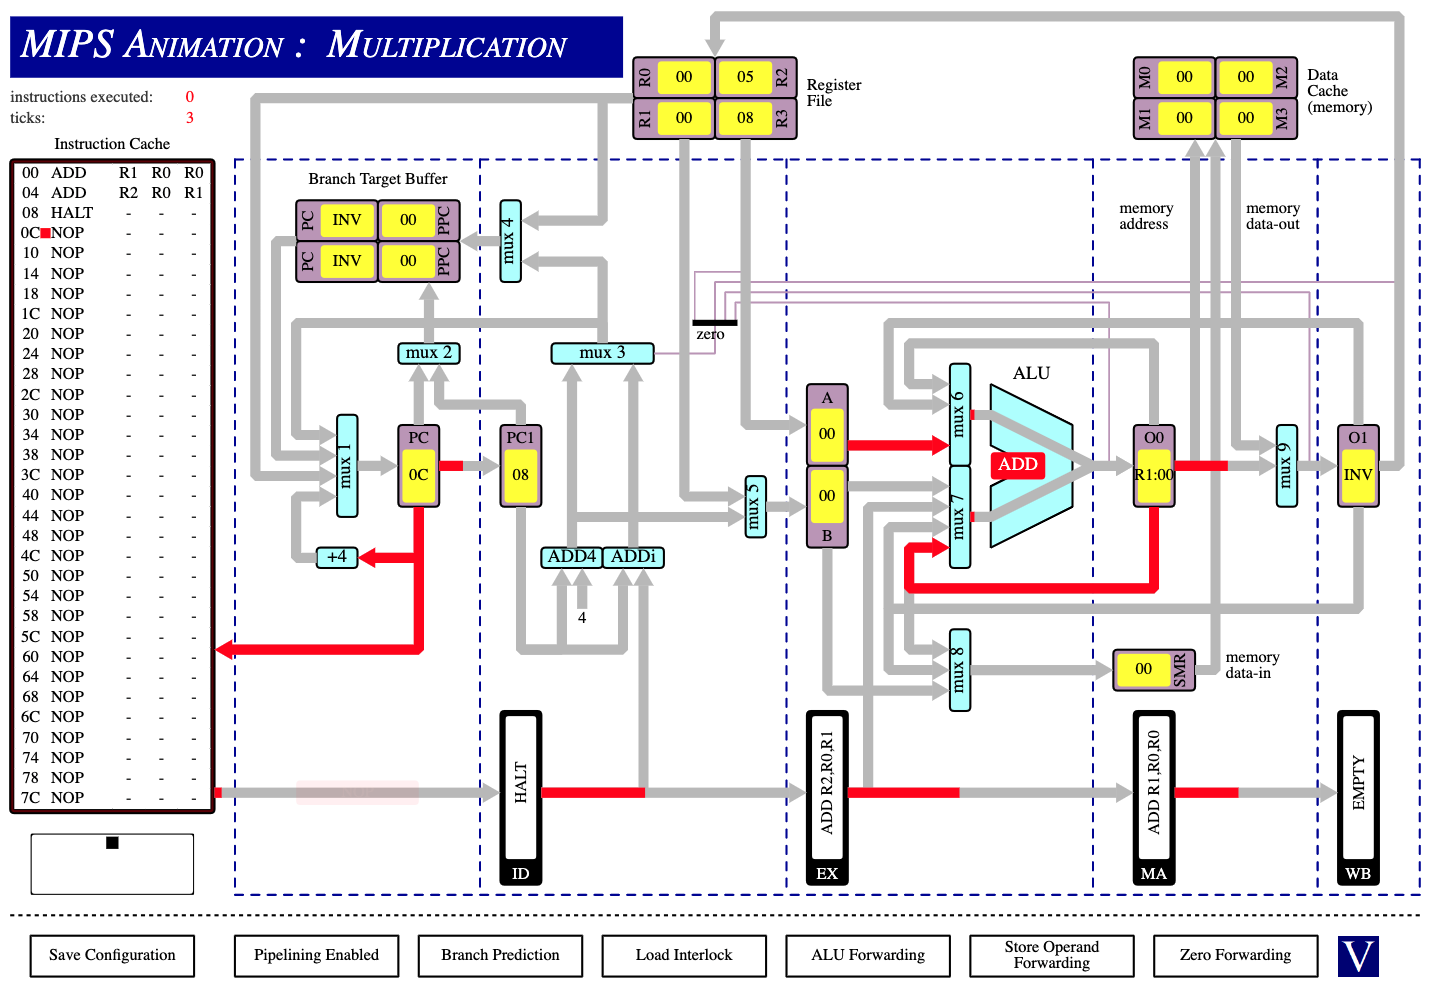 MIPS ANIMATION : MULTIPLICATION
instructions executed: 0
ticks: 3
Instruction Cache
00 ADD R1 R0 R0
04 ADD R2 R0 R1
08 HALT - - -
0C NOP - - -
10 NOP - - -
14 NOP - - -
18 NOP - - -
1C NOP - - -
20 NOP - - -
24 NOP - - -
28 NOP - - -
2C NOP - - -
30 NOP - - -
34 NOP - - -
38 NOP - - -
3C NOP - - -
40 NOP - - -
44 NOP - - -
48 NOP - - -
4C NOP - - -
50 NOP - - -
54 NOP - - -
58 NOP - - -
5C NOP - - -
60 NOP - - -
64 NOP - - -
68 NOP - - -
6C NOP - - -
70 NOP - - -
74 NOP - - -
78 NOP - - -
7C NOP - - -
R0 00 05 R2
R1 00 08 R3
Register
File
M0 00 00 M2
M1 00 00 M3
Data
Cache
(memory)
Branch Target Buffer
PC INV 00 PPC
PC INV 00 PPC
mux 4
memory
address
memory
data-out
zero
mux 2
mux 3
mux 1
PC
0C
PC1
08
+4
ADD4
ADDi
4
mux 5
A
00
00
B
mux 6
mux 7
ALU
ADD
O0
R1:00
mux 9
O1
INV
mux 8
00 SMR
memory
data-in
HALT
ID
ADD R2,R0,R1
EX
ADD R1,R0,R0
MA
EMPTY
WB
Save Configuration
Pipelining Enabled
Branch Prediction
Load Interlock
ALU Forwarding
Store Operand
Forwarding
Zero Forwarding
V